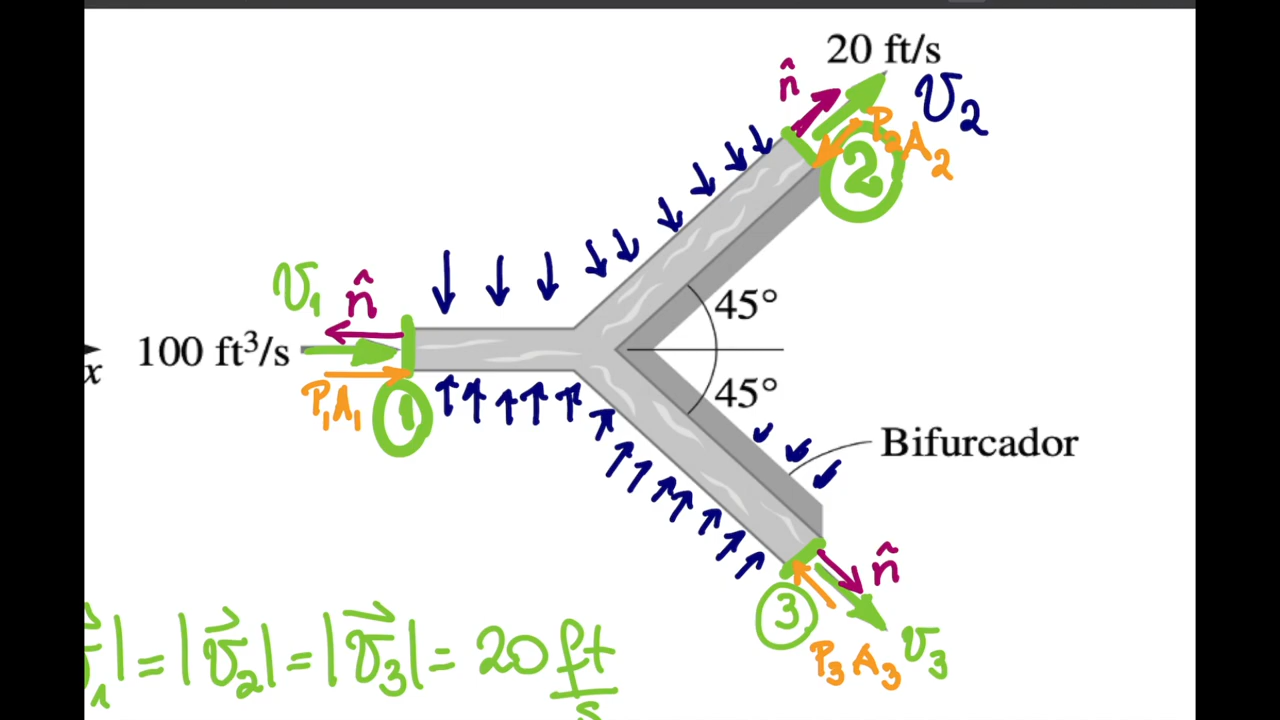 20 ft/s
n̂
V₂
P₂A₂
2
V₁
n̂
45°
100 ft³/s
x
P₁A₁
1
45°
Bifurcador
n̂
3
V₃
P₃A₃
₁| = |V⃗₂| = |V⃗₃| = 20 ft/s